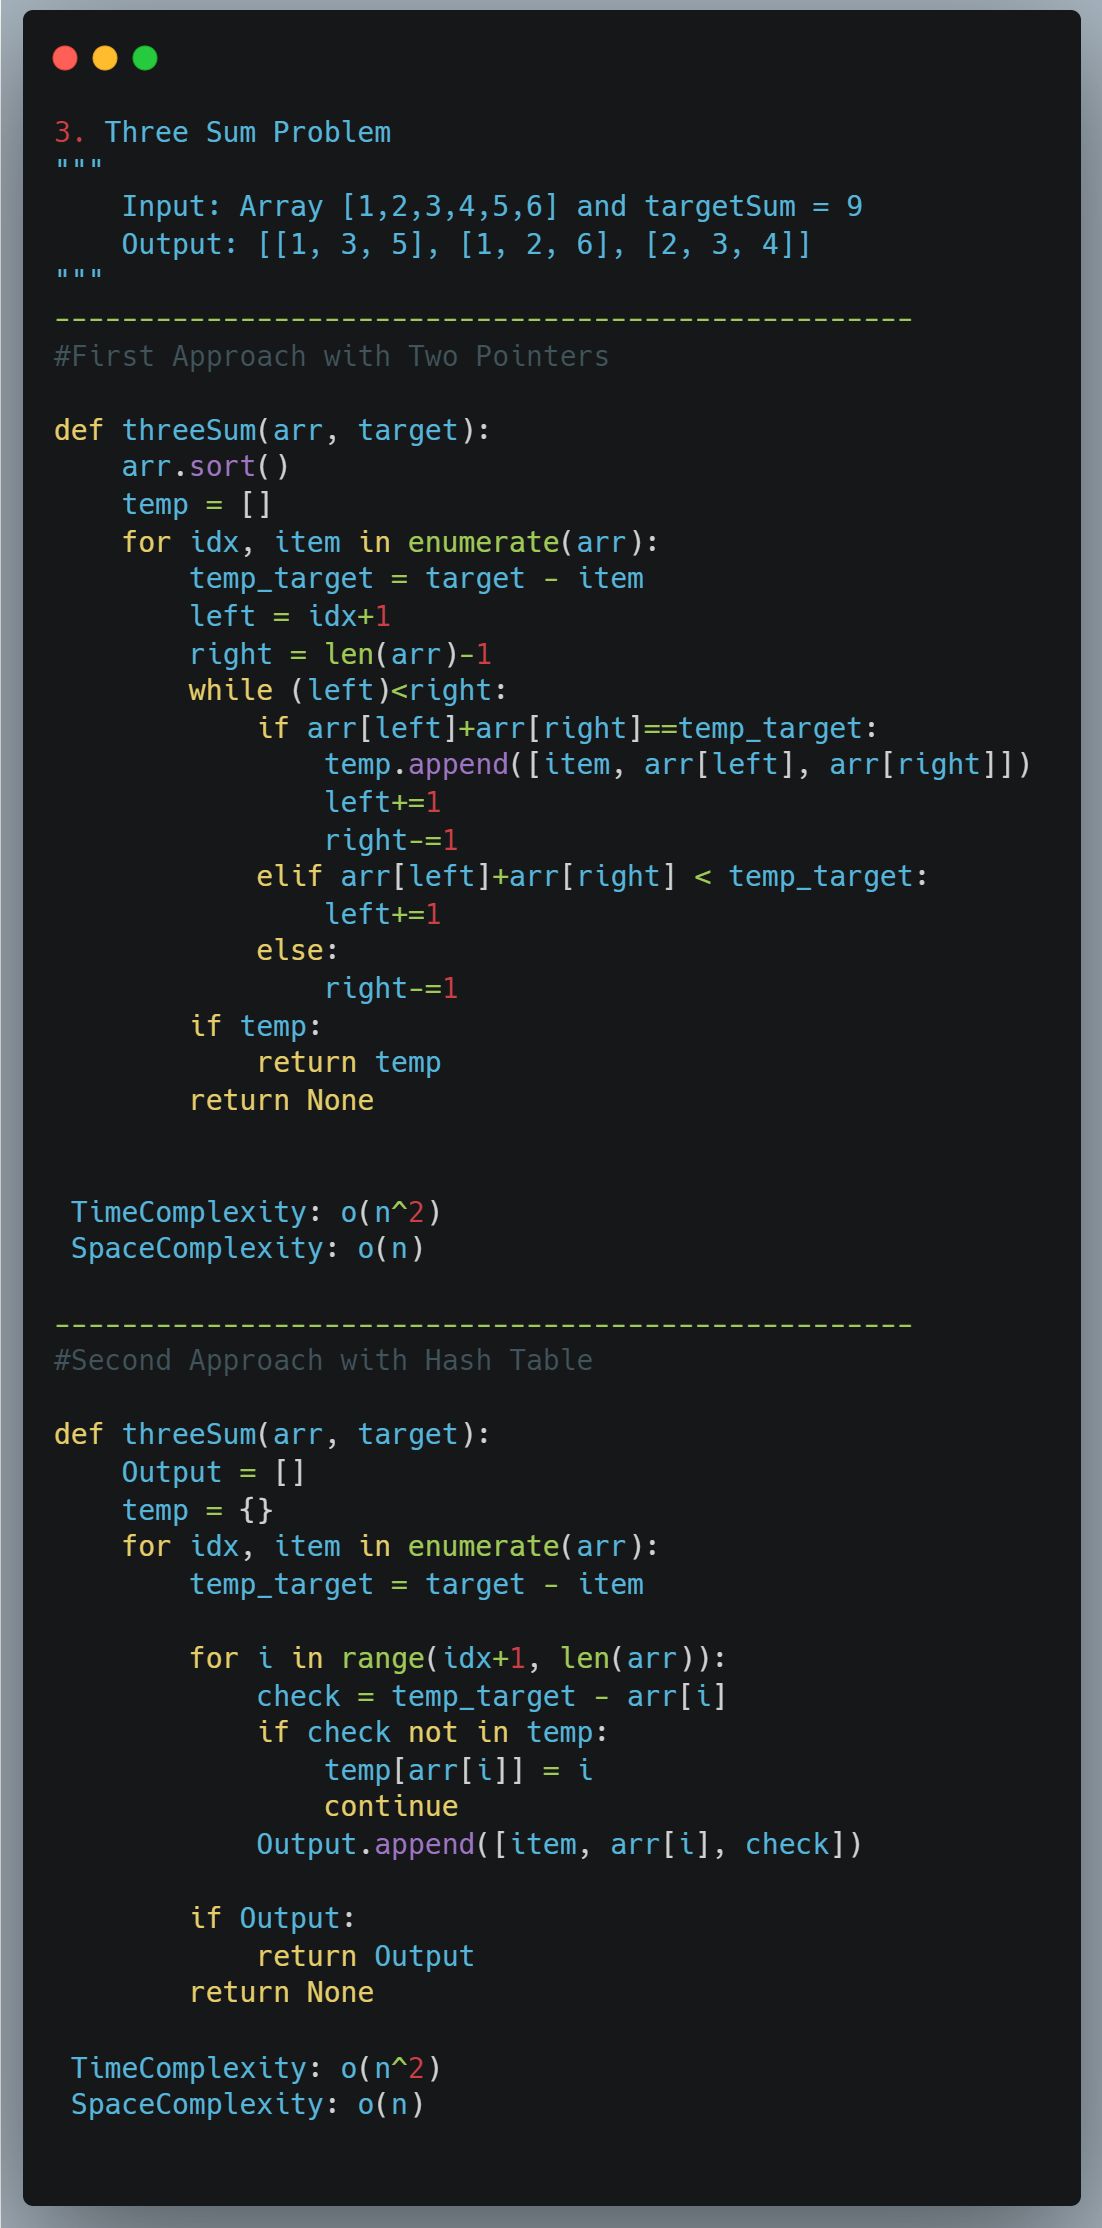 3. Three Sum Problem
"""
    Input: Array [1,2,3,4,5,6] and targetSum = 9
    Output: [[1, 3, 5], [1, 2, 6], [2, 3, 4]]
"""
---------------------------------------------------
#First Approach with Two Pointers

def threeSum(arr, target):
    arr.sort()
    temp = []
    for idx, item in enumerate(arr):
        temp_target = target - item
        left = idx+1
        right = len(arr)-1
        while (left)<right:
            if arr[left]+arr[right]==temp_target:
                temp.append([item, arr[left], arr[right]])
                left+=1
                right-=1
            elif arr[left]+arr[right] < temp_target:
                left+=1
            else:
                right-=1
        if temp:
            return temp
        return None

 TimeComplexity: o(n^2)
 SpaceComplexity: o(n)

---------------------------------------------------
#Second Approach with Hash Table

def threeSum(arr, target):
    Output = []
    temp = {}
    for idx, item in enumerate(arr):
        temp_target = target - item

        for i in range(idx+1, len(arr)):
            check = temp_target - arr[i]
            if check not in temp:
                temp[arr[i]] = i
                continue
            Output.append([item, arr[i], check])

        if Output:
            return Output
        return None

 TimeComplexity: o(n^2)
 SpaceComplexity: o(n)